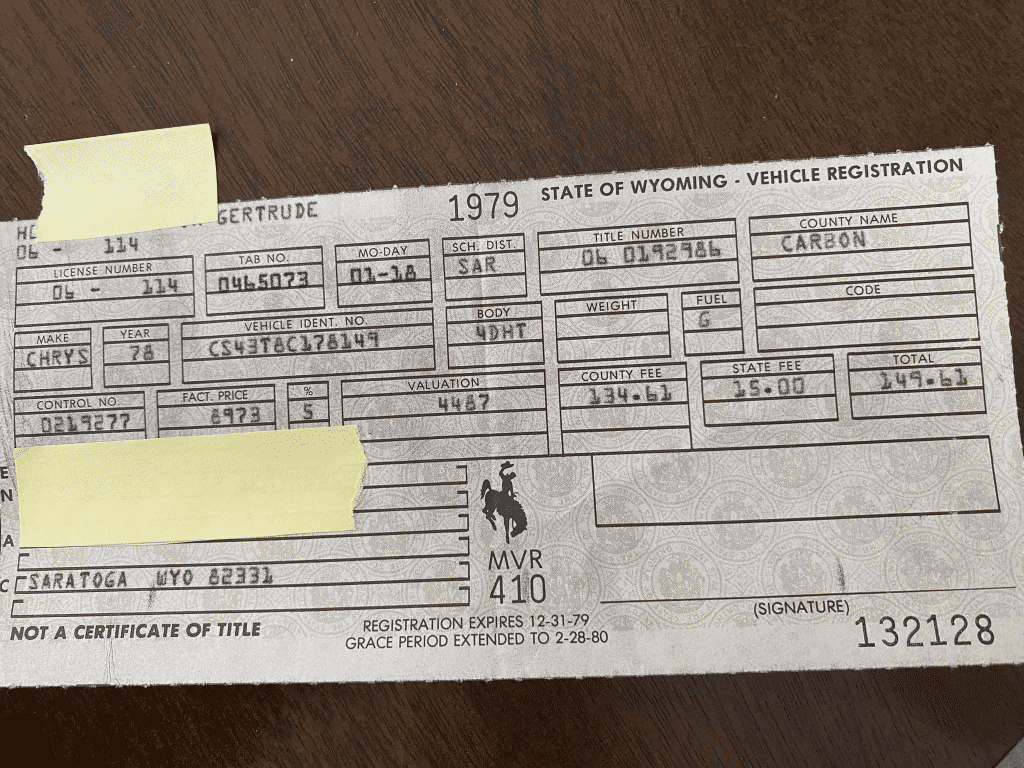 GERTRUDE 1979 STATE OF WYOMING - VEHICLE REGISTRATION
06 - 114
LICENSE NUMBER TAB NO. MO-DAY SCH. DIST. TITLE NUMBER COUNTY NAME
06 - 114 0465073 01-18 SAR 06 0192986 CARBON
MAKE YEAR VEHICLE IDENT. NO. BODY WEIGHT FUEL CODE
CHRYS 78 CS43T8C178149 4DHT G
CONTROL NO. FACT. PRICE % VALUATION COUNTY FEE STATE FEE TOTAL
0219277 8973 5 4487 134.61 15.00 149.61
E
N
A
C SARATOGA WYO 82331
MVR
410
(SIGNATURE)
NOT A CERTIFICATE OF TITLE
REGISTRATION EXPIRES 12-31-79
GRACE PERIOD EXTENDED TO 2-28-80
132128